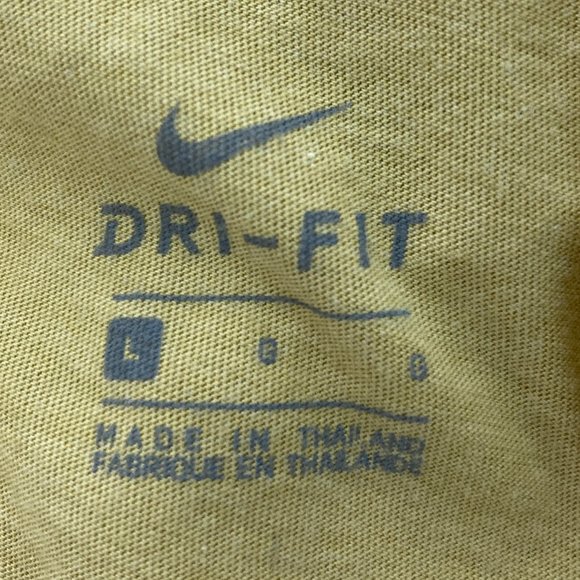 DRI-FIT
L G G
MADE IN THAILAND
FABRIQUE EN THAILANDE